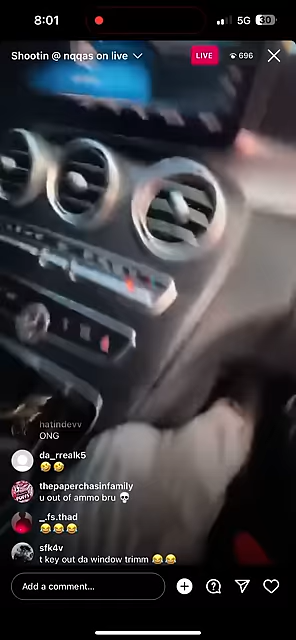 8:01
5G 30
Shootin @ nqqas on live
LIVE
696
hatindevv
ONG
da_rrealk5
🤣🤣
thepaperchasinfamily
u out of ammo bru 💀
_.fs.thad
😂😂😂
sfk4v
t key out da window trimm 😂😂
Add a comment...